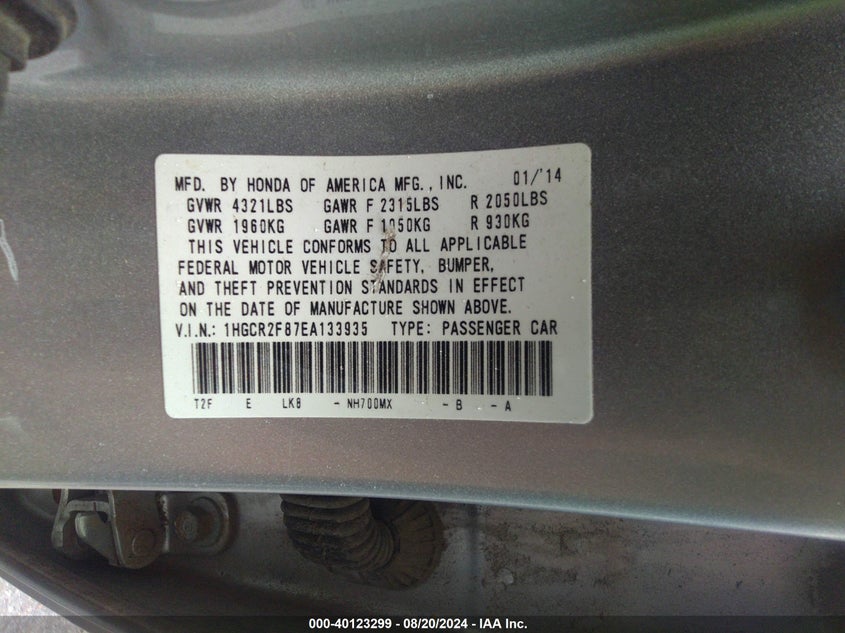 MFD. BY HONDA OF AMERICA MFG., INC. 01/'14
GVWR 4321LBS GAWR F 2315LBS R 2050LBS
GVWR 1960KG GAWR F 1050KG R 930KG
THIS VEHICLE CONFORMS TO ALL APPLICABLE
FEDERAL MOTOR VEHICLE SAFETY, BUMPER,
AND THEFT PREVENTION STANDARDS IN EFFECT
ON THE DATE OF MANUFACTURE SHOWN ABOVE.
V.I.N.: 1HGCR2F87EA133935 TYPE: PASSENGER CAR
T2F E LK8 - NH700MX - B - A
000-40123299 - 08/20/2024 - IAA Inc.